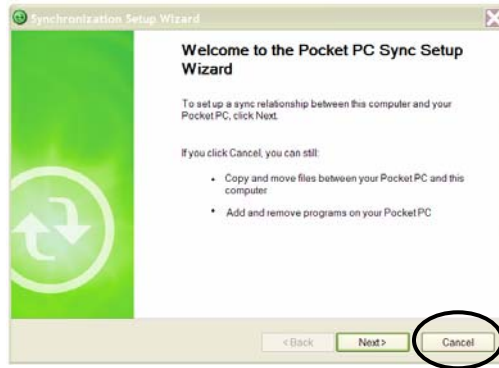 Synchronization Setup Wizard
Welcome to the Pocket PC Sync Setup
Wizard
To set up a sync relationship between this computer and your
Pocket PC, click Next.
If you click Cancel, you can still:
• Copy and move files between your Pocket PC and this
computer
• Add and remove programs on your Pocket PC
<Back Next> Cancel